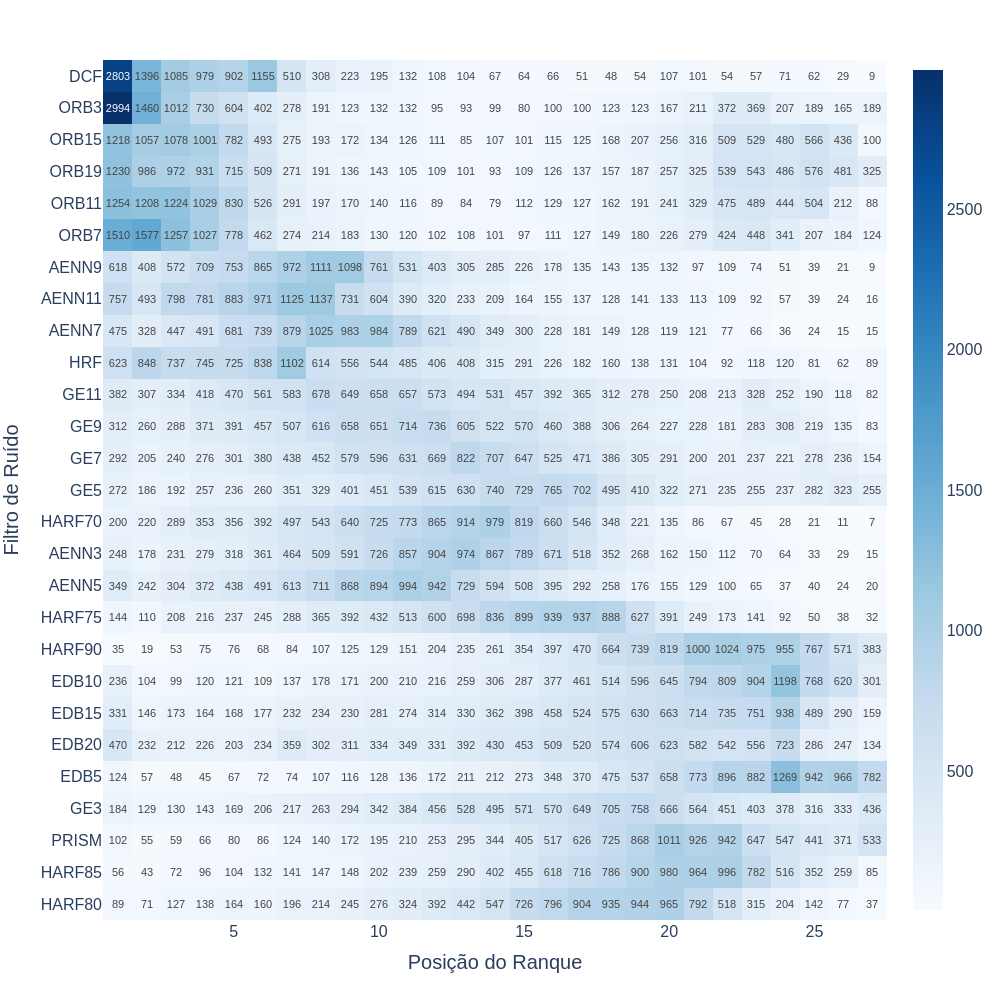 DCF 2803 1396 1085 979 902 1155 510 308 223 195 132 108 104 67 64 66 51 48 54 107 101 54 57 71 62 29 9
ORB3 2994 1460 1012 730 604 402 278 191 123 132 132 95 93 99 80 100 100 123 123 167 211 372 369 207 189 165 189
ORB15 1218 1057 1078 1001 782 493 275 193 172 134 126 111 85 107 101 115 125 168 207 256 316 509 529 480 566 436 100
ORB19 1230 986 972 931 715 509 271 191 136 143 105 109 101 93 109 126 137 157 187 257 325 539 543 486 576 481 325
ORB11 1254 1208 1224 1029 830 526 291 197 170 140 116 89 84 79 112 129 127 162 191 241 329 475 489 444 504 212 88
ORB7 1510 1577 1257 1027 778 462 274 214 183 130 120 102 108 101 97 111 127 149 180 226 279 424 448 341 207 184 124
AENN9 618 408 572 709 753 865 972 1111 1098 761 531 403 305 285 226 178 135 143 135 132 97 109 74 51 39 21 9
AENN11 757 493 798 781 883 971 1125 1137 731 604 390 320 233 209 164 155 137 128 141 133 113 109 92 57 39 24 16
AENN7 475 328 447 491 681 739 879 1025 983 984 789 621 490 349 300 228 181 149 128 119 121 77 66 36 24 15 15
HRF 623 848 737 745 725 838 1102 614 556 544 485 406 408 315 291 226 182 160 138 131 104 92 118 120 81 62 89
GE11 382 307 334 418 470 561 583 678 649 658 657 573 494 531 457 392 365 312 278 250 208 213 328 252 190 118 82
GE9 312 260 288 371 391 457 507 616 658 651 714 736 605 522 570 460 388 306 264 227 228 181 283 308 219 135 83
GE7 292 205 240 276 301 380 438 452 579 596 631 669 822 707 647 525 471 386 305 291 200 201 237 221 278 236 154
GE5 272 186 192 257 236 260 351 329 401 451 539 615 630 740 729 765 702 495 410 322 271 235 255 237 282 323 255
HARF70 200 220 289 353 356 392 497 543 640 725 773 865 914 979 819 660 546 348 221 135 86 67 45 28 21 11 7
AENN3 248 178 231 279 318 361 464 509 591 726 857 904 974 867 789 671 518 352 268 162 150 112 70 64 33 29 15
AENN5 349 242 304 372 438 491 613 711 868 894 994 942 729 594 508 395 292 258 176 155 129 100 65 37 40 24 20
HARF75 144 110 208 216 237 245 288 365 392 432 513 600 698 836 899 939 937 888 627 391 249 173 141 92 50 38 32
HARF90 35 19 53 75 76 68 84 107 125 129 151 204 235 261 354 397 470 664 739 819 1000 1024 975 955 767 571 383
EDB10 236 104 99 120 121 109 137 178 171 200 210 216 259 306 287 377 461 514 596 645 794 809 904 1198 768 620 301
EDB15 331 146 173 164 168 177 232 234 230 281 274 314 330 362 398 458 524 575 630 663 714 735 751 938 489 290 159
EDB20 470 232 212 226 203 234 359 302 311 334 349 331 392 430 453 509 520 574 606 623 582 542 556 723 286 247 134
EDB5 124 57 48 45 67 72 74 107 116 128 136 172 211 212 273 348 370 475 537 658 773 896 882 1269 942 966 782
GE3 184 129 130 143 169 206 217 263 294 342 384 456 528 495 571 570 649 705 758 666 564 451 403 378 316 333 436
PRISM 102 55 59 66 80 86 124 140 172 195 210 253 295 344 405 517 626 725 868 1011 926 942 647 547 441 371 533
HARF85 56 43 72 96 104 132 141 147 148 202 239 259 290 402 455 618 716 786 900 980 964 996 782 516 352 259 85
HARF80 89 71 127 138 164 160 196 214 245 276 324 392 442 547 726 796 904 935 944 965 792 518 315 204 142 77 37
5 10 15 20 25
Posição do Ranque
Filtro de Ruído
2500
2000
1500
1000
500